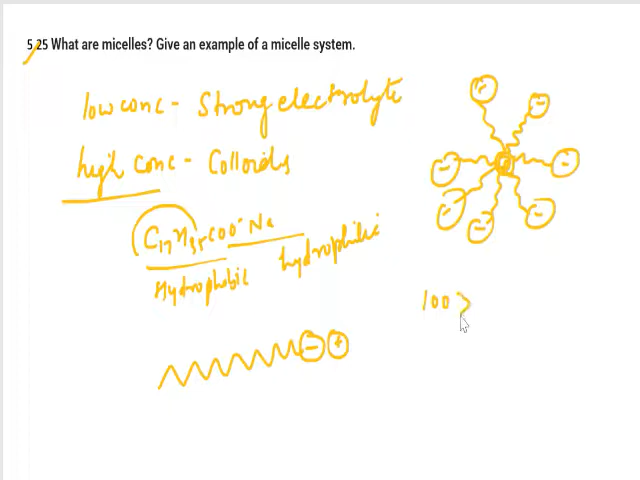 5.25 What are micelles? Give an example of a micelle system.
low conc - Strong electrolyte
high conc - Colloids
C17H35COO- Na
Hydrophobic hydrophilic
100 >
- +